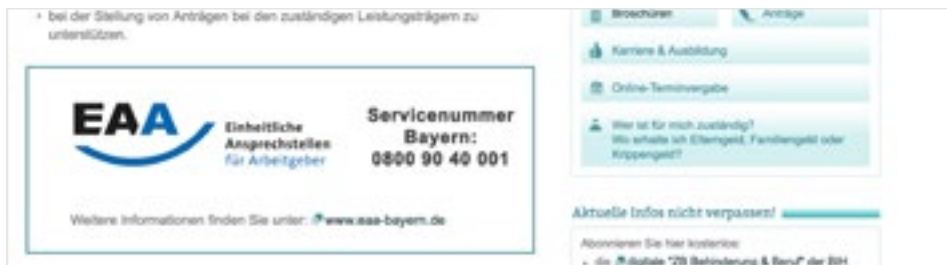 bei der Stellung von Anträgen bei den zuständigen Leistungsträgern zu
unterstützen.
EAA
Einheitliche
Ansprechstellen
für Arbeitgeber
Servicenummer
Bayern:
0800 90 40 001
Weitere Informationen finden Sie unter: www.eaa-bayern.de
Broschüren
Anträge
Karriere & Ausbildung
Online-Terminvergabe
Wer ist für mich zuständig?
Wo erhalte ich Elterngeld, Familiengeld oder
Krippengeld?
Aktuelle Infos nicht verpassen!
Abonnieren Sie hier kostenlos:
die digitale "ZB Behinderung & Beruf" der BIH